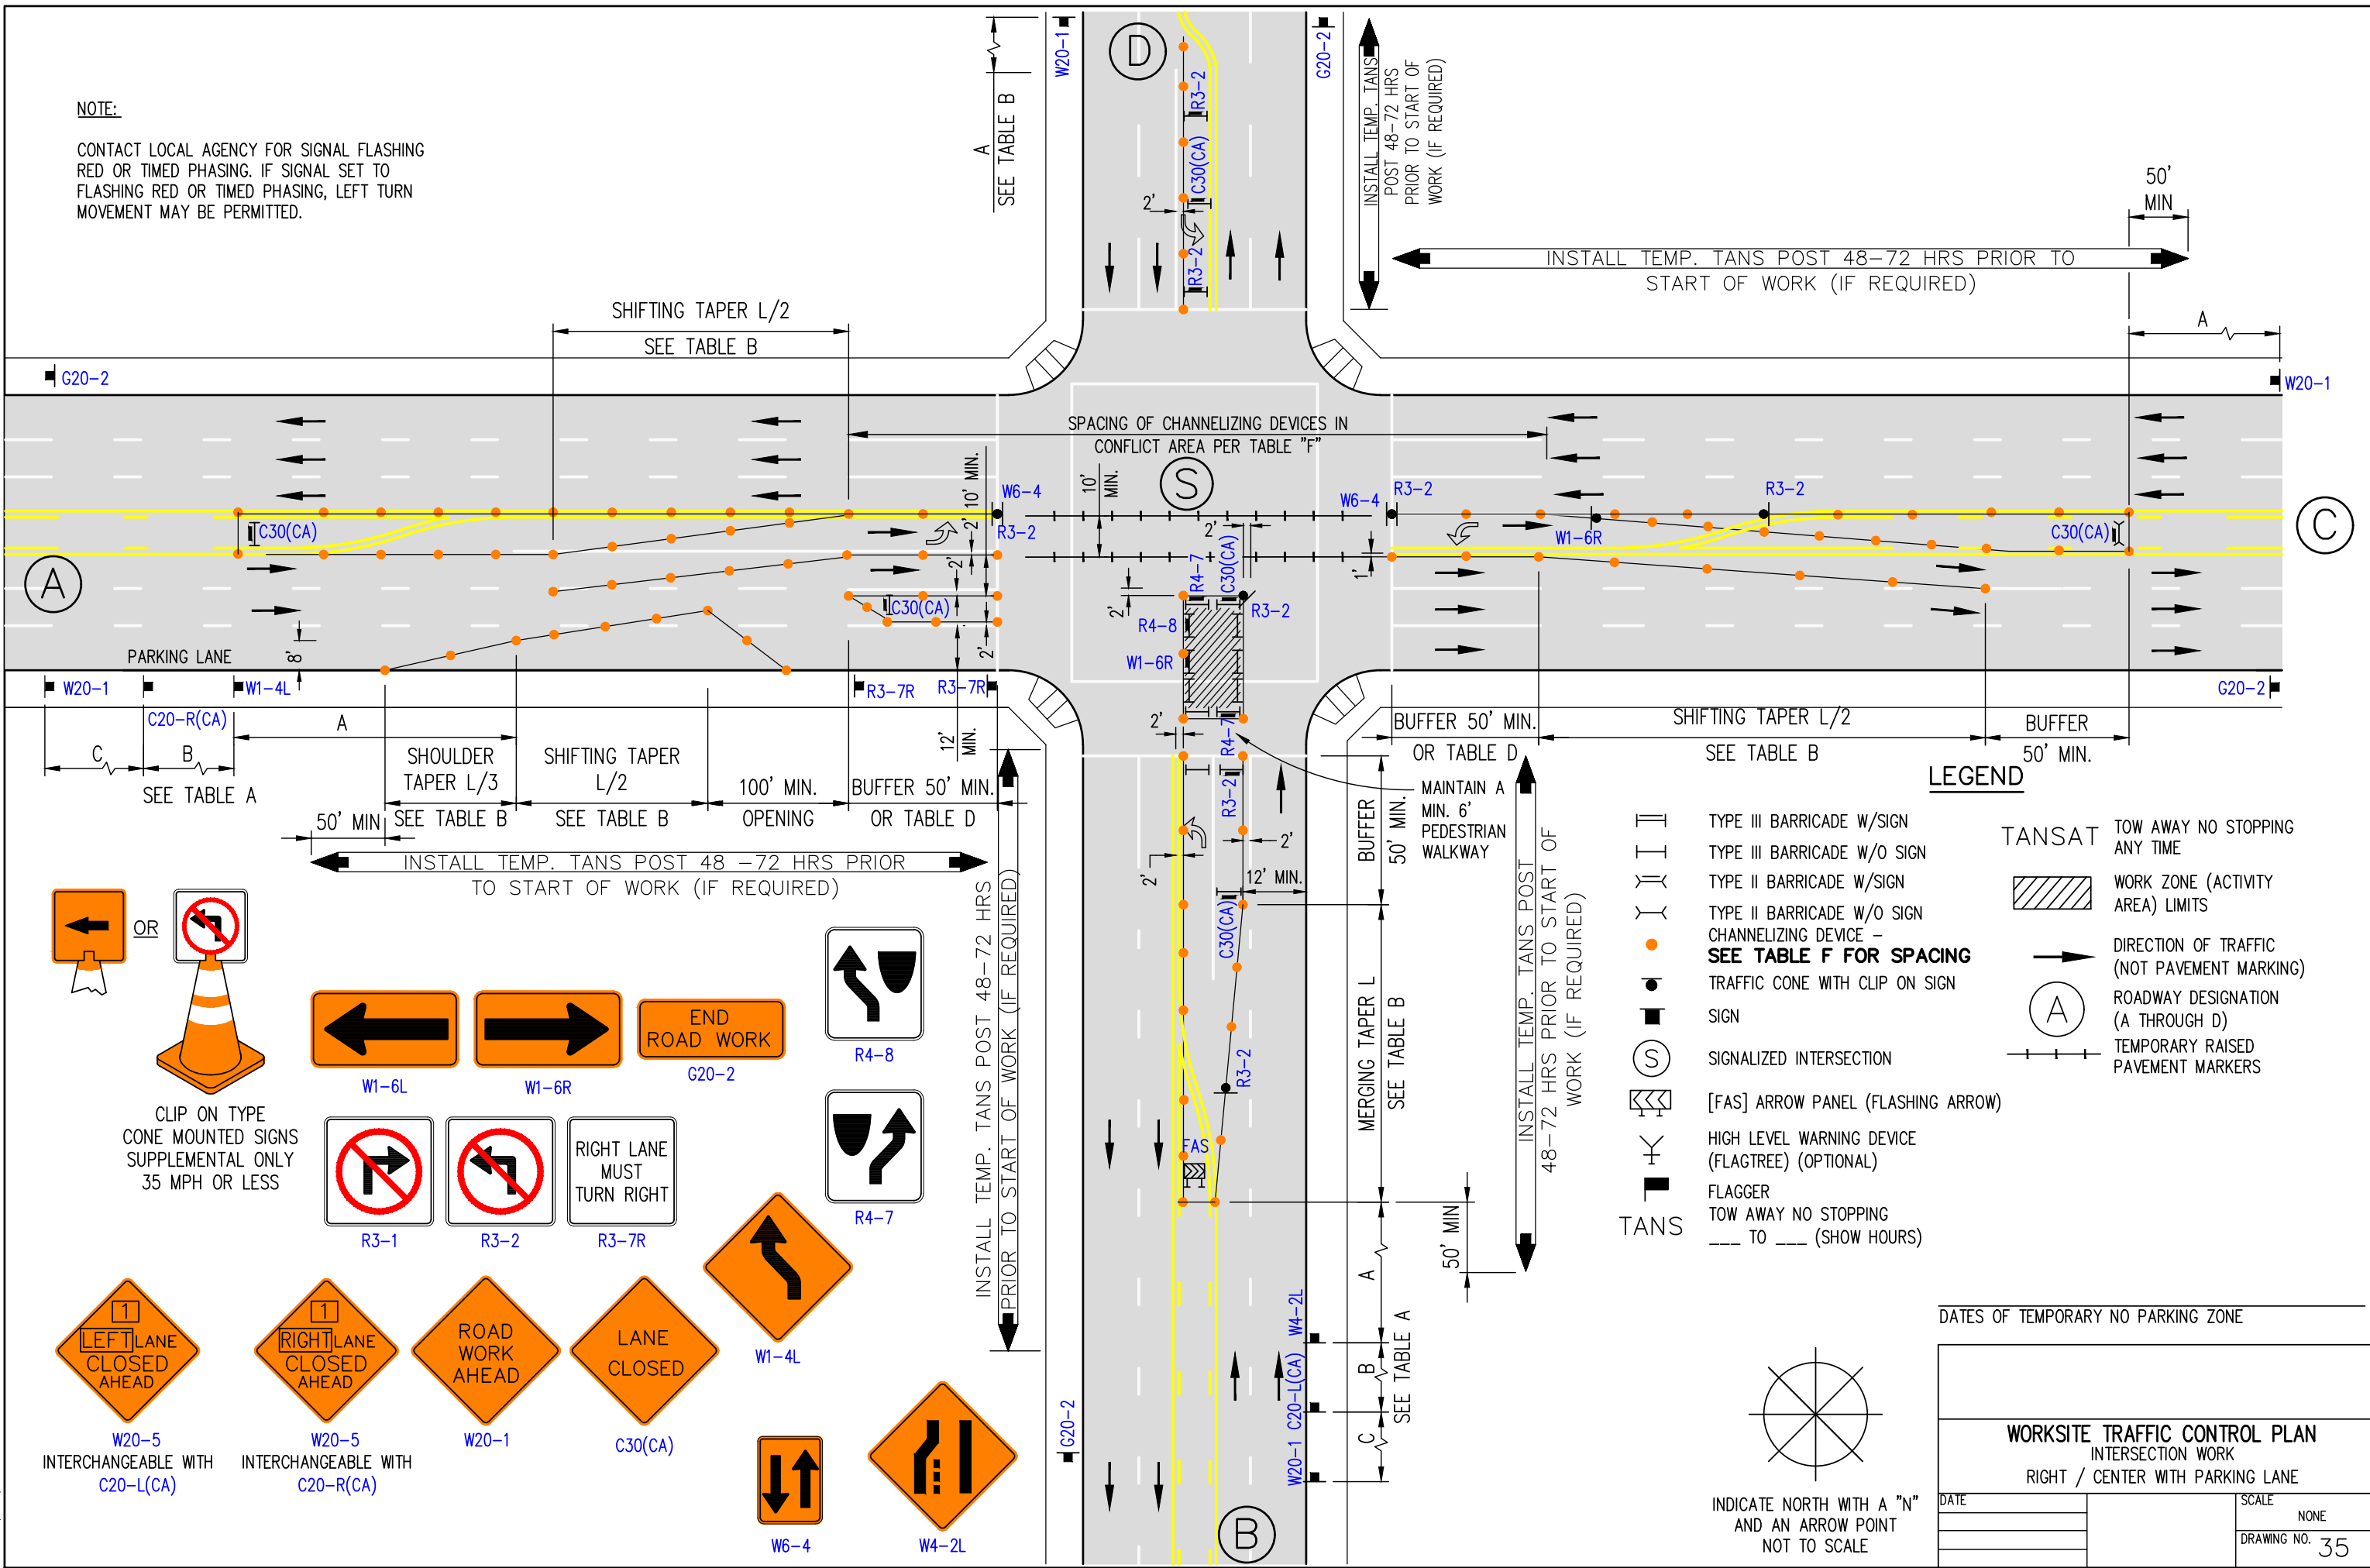 NOTE:
CONTACT LOCAL AGENCY FOR SIGNAL FLASHING
RED OR TIMED PHASING. IF SIGNAL SET TO
FLASHING RED OR TIMED PHASING, LEFT TURN
MOVEMENT MAY BE PERMITTED.
A
SEE TABLE B
W20-1
D
G20-2
R3-2
C30(CA)
2'
R3-2
INSTALL TEMP. TANS
POST 48-72 HRS
PRIOR TO START OF
WORK (IF REQUIRED)
50'
MIN
INSTALL TEMP. TANS POST 48-72 HRS PRIOR TO
START OF WORK (IF REQUIRED)
A
SHIFTING TAPER L/2
SEE TABLE B
G20-2
W20-1
SPACING OF CHANNELIZING DEVICES IN
CONFLICT AREA PER TABLE "F"
S
10' MIN.
2'
10'
MIN.
W6-4
R3-2
W6-4
R3-2
R3-2
W1-6R
C30(CA)
C
C30(CA)
A
2'
C30(CA)
2'
2'
C30(CA)
R4-7
1'
2'
R3-2
R4-8
W1-6R
PARKING LANE
8'
W20-1
C20-R(CA)
W1-4L
R3-7R
R3-7R
G20-2
C
B
SEE TABLE A
A
SHOULDER
TAPER L/3
SEE TABLE B
SHIFTING TAPER
L/2
SEE TABLE B
100' MIN.
OPENING
BUFFER 50' MIN.
OR TABLE D
12'
MIN.
50' MIN
INSTALL TEMP. TANS POST 48 -72 HRS PRIOR
TO START OF WORK (IF REQUIRED)
2'
R4-7
R3-2
2'
2'
12' MIN.
C30(CA)
R3-2
FAS
BUFFER
50' MIN.
MAINTAIN A
MIN. 6'
PEDESTRIAN
WALKWAY
BUFFER 50' MIN.
OR TABLE D
SHIFTING TAPER L/2
SEE TABLE B
BUFFER
50' MIN.
MERGING TAPER L
SEE TABLE B
INSTALL TEMP. TANS POST
48-72 HRS PRIOR TO START OF
WORK (IF REQUIRED)
50' MIN
INSTALL TEMP. TANS POST 48-72 HRS
PRIOR TO START OF WORK (IF REQUIRED)
A
B
C
SEE TABLE A
W4-2L
C20-L(CA)
W20-1
G20-2
B
OR
CLIP ON TYPE
CONE MOUNTED SIGNS
SUPPLEMENTAL ONLY
35 MPH OR LESS
W1-6L
W1-6R
END
ROAD WORK
G20-2
R4-8
R3-1
R3-2
RIGHT LANE
MUST
TURN RIGHT
R3-7R
R4-7
1
LEFT LANE
CLOSED
AHEAD
W20-5
INTERCHANGEABLE WITH
C20-L(CA)
1
RIGHT LANE
CLOSED
AHEAD
W20-5
INTERCHANGEABLE WITH
C20-R(CA)
ROAD
WORK
AHEAD
W20-1
LANE
CLOSED
C30(CA)
W1-4L
W6-4
W4-2L
LEGEND
TYPE III BARRICADE W/SIGN
TYPE III BARRICADE W/O SIGN
TYPE II BARRICADE W/SIGN
TYPE II BARRICADE W/O SIGN
CHANNELIZING DEVICE -
SEE TABLE F FOR SPACING
TRAFFIC CONE WITH CLIP ON SIGN
SIGN
S
SIGNALIZED INTERSECTION
[FAS] ARROW PANEL (FLASHING ARROW)
HIGH LEVEL WARNING DEVICE
(FLAGTREE) (OPTIONAL)
FLAGGER
TANS
TOW AWAY NO STOPPING
___ TO ___ (SHOW HOURS)
TANSAT
TOW AWAY NO STOPPING
ANY TIME
WORK ZONE (ACTIVITY
AREA) LIMITS
DIRECTION OF TRAFFIC
(NOT PAVEMENT MARKING)
A
ROADWAY DESIGNATION
(A THROUGH D)
TEMPORARY RAISED
PAVEMENT MARKERS
INDICATE NORTH WITH A "N"
AND AN ARROW POINT
NOT TO SCALE
DATES OF TEMPORARY NO PARKING ZONE
WORKSITE TRAFFIC CONTROL PLAN
INTERSECTION WORK
RIGHT / CENTER WITH PARKING LANE
DATE
SCALE
NONE
DRAWING NO. 35